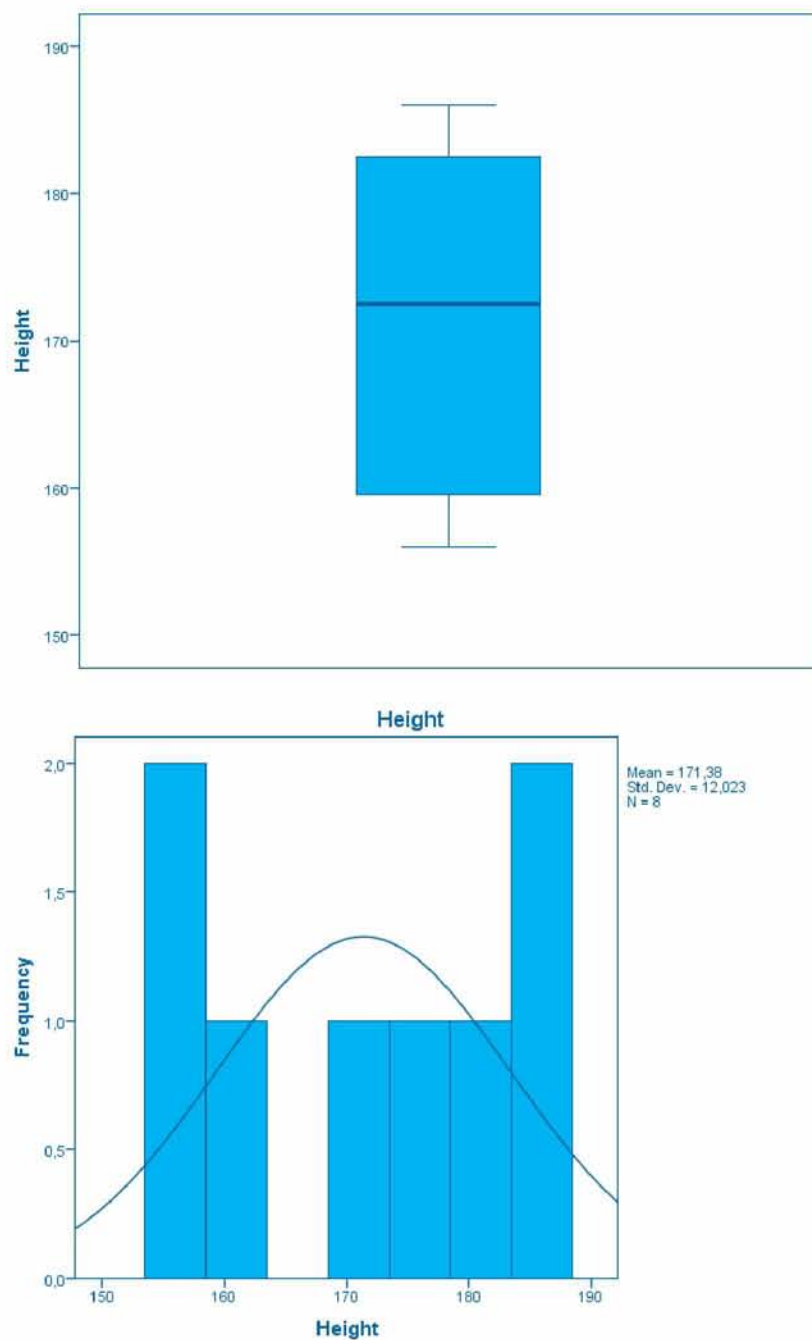 190
180
170
160
150
Height
Height
2,0
1,5
1,0
0,5
0,0
Frequency
150 160 170 180 190
Height
Mean = 171,38
Std. Dev. = 12,023
N = 8